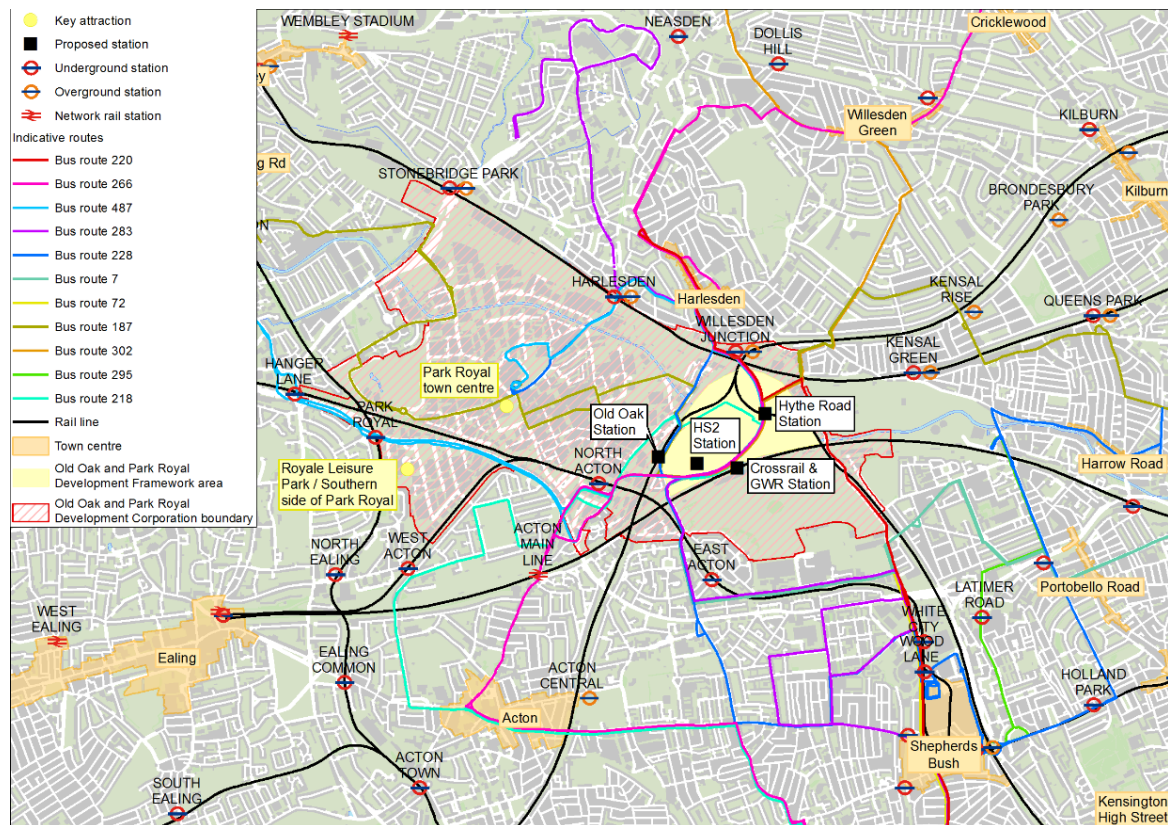 Key attraction
Proposed station
Underground station
Overground station
Network rail station
Indicative routes
Bus route 220
Bus route 266
Bus route 487
Bus route 283
Bus route 228
Bus route 7
Bus route 72
Bus route 187
Bus route 302
Bus route 295
Bus route 218
Rail line
Town centre
Old Oak and Park Royal
Development Framework area
Old Oak and Park Royal
Development Corporation boundary
WEMBLEY STADIUM
NEASDEN
DOLLIS
HILL
Cricklewood
ey
Willesden
Green
KILBURN
g Rd
STONEBRIDGE PARK
BRONDESBURY
PARK
Kilburn
ON
HARLESDEN
Harlesden
KENSAL
RISE
QUEENS PARK
WILLESDEN
JUNCTION
KENSAL
GREEN
HANGER
LANE
Park Royal
town centre
PARK
ROYAL
Old Oak
Station
HS2
Station
Hythe Road
Station
Royale Leisure
Park / Southern
side of Park Royal
NORTH
ACTON
Crossrail &
GWR Station
Harrow Road
ACTON
MAIN
LINE
NORTH
EALING
WEST
ACTON
EAST
ACTON
LATIMER
ROAD
Portobello Road
WEST
EALING
Ealing
WHITE
CITY
WOOD
LANE
EALING
COMMON
ACTON
CENTRAL
HOLLAND
PARK
Acton
Shepherds
Bush
ACTON
TOWN
SOUTH
EALING
Kensington
High Street